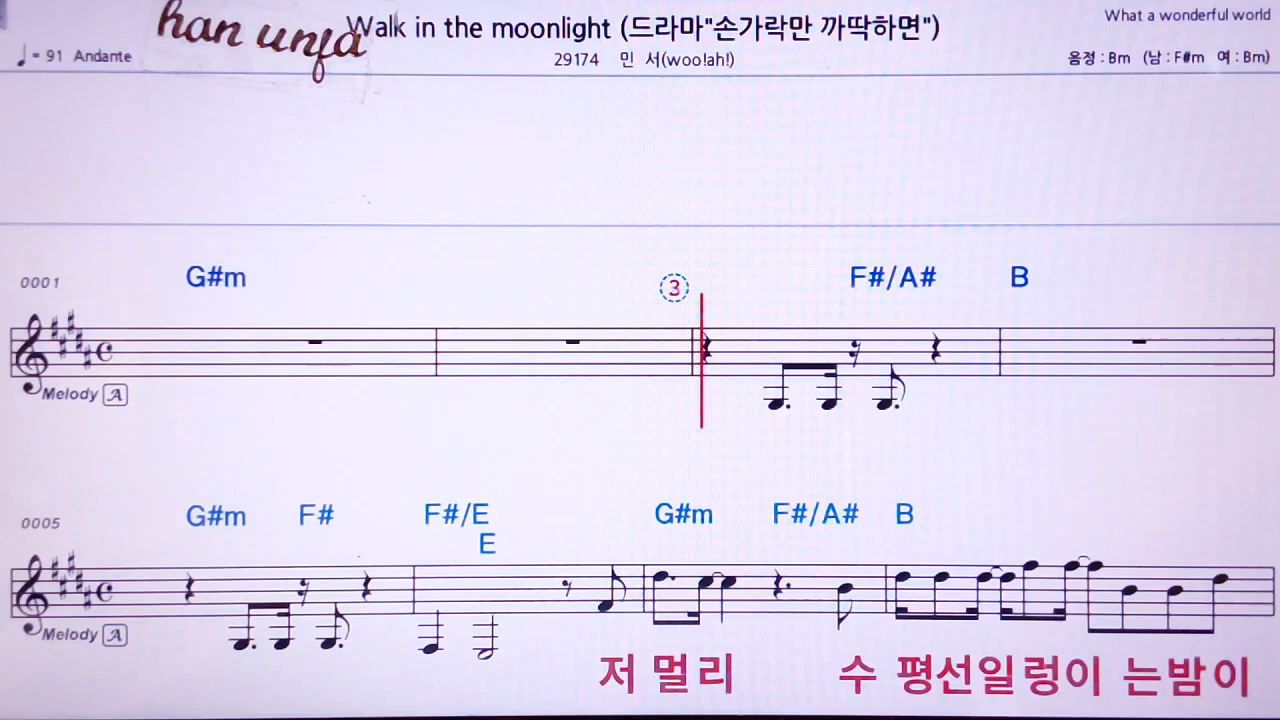 han unja
Walk in the moonlight (드라마"손가락만 까딱하면")
What a wonderful world
♩= 91 Andante
29174 민 서(woo!ah!)
음정 : Bm (남 : F#m 여 : Bm)
0001 G#m ③ F#/A# B
Melody A
0005 G#m F# F#/E G#m F#/A# B
E
Melody A
저 멀 리 수 평선일렁이 는밤이